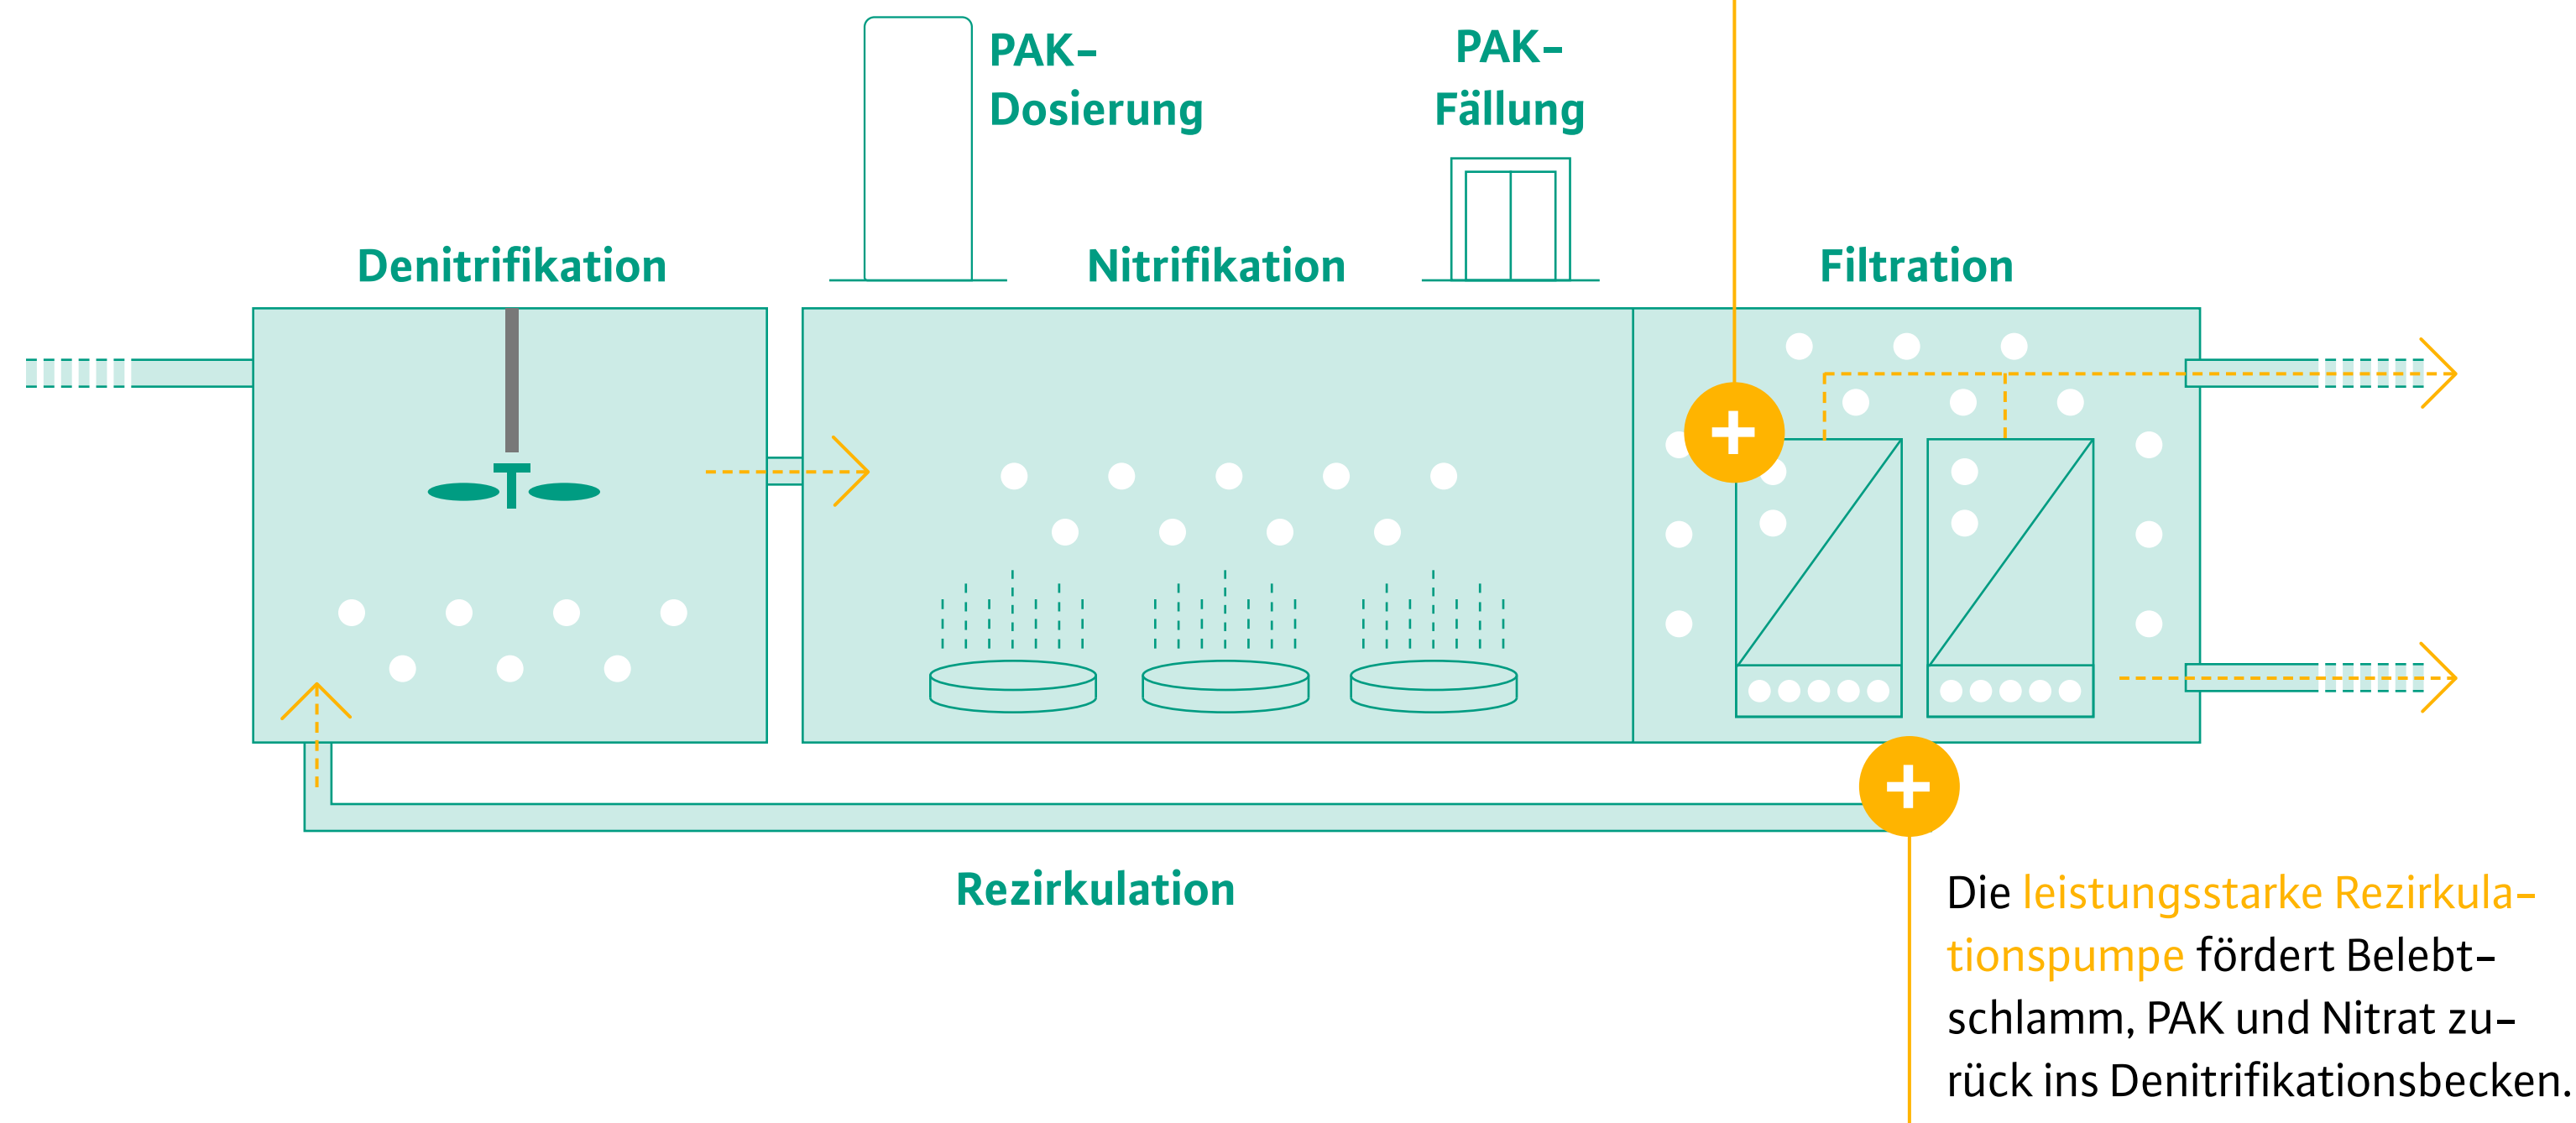 PAK-
Dosierung
PAK-
Fällung
Denitrifikation
Nitrifikation
Filtration
Rezirkulation
Die leistungsstarke Rezirkula-
tionspumpe fördert Belebt-
schlamm, PAK und Nitrat zu-
rück ins Denitrifikationsbecken.